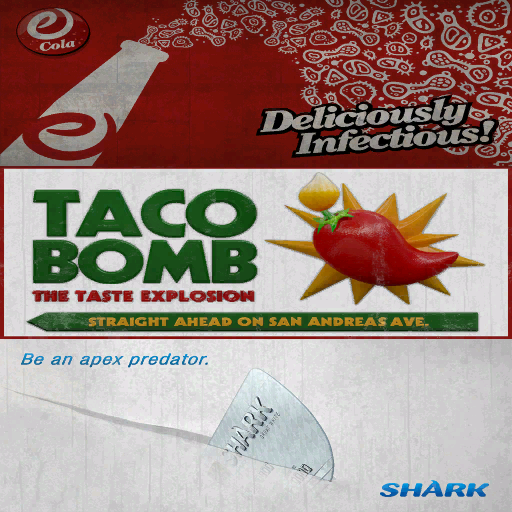 e
Cola
Deliciously
Infectious!
TACO
BOMB
THE TASTE EXPLOSION
STRAIGHT AHEAD ON SAN ANDREAS AVE.
Be an apex predator.
SHARK
SHARK